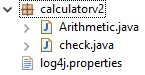 calculatorv2
Arithmetic.java
check.java
log4j.properties